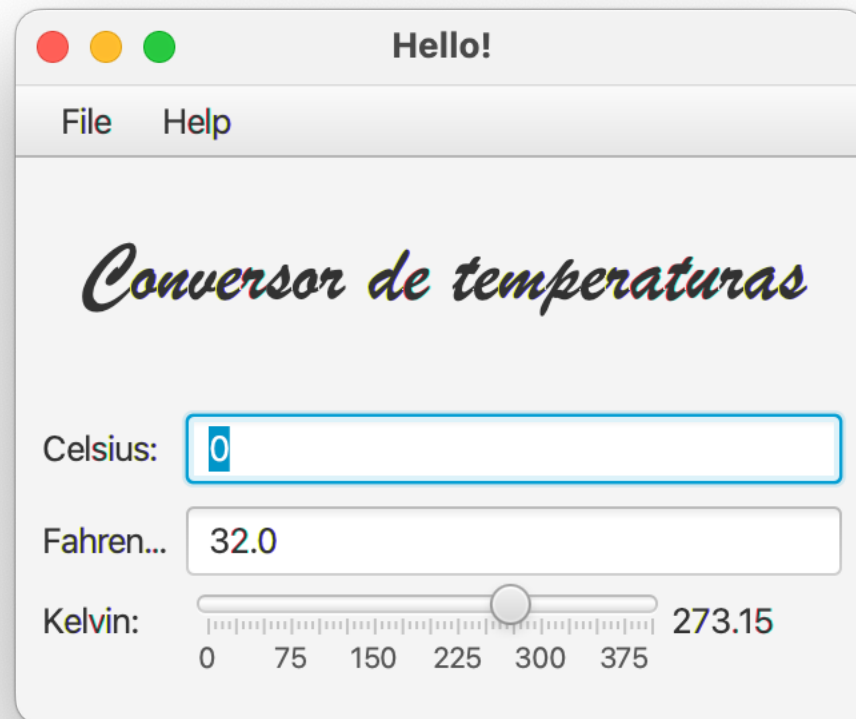 Hello!
File Help
Conversor de temperaturas
Celsius: 0
Fahren... 32.0
Kelvin: 273.15
0 75 150 225 300 375